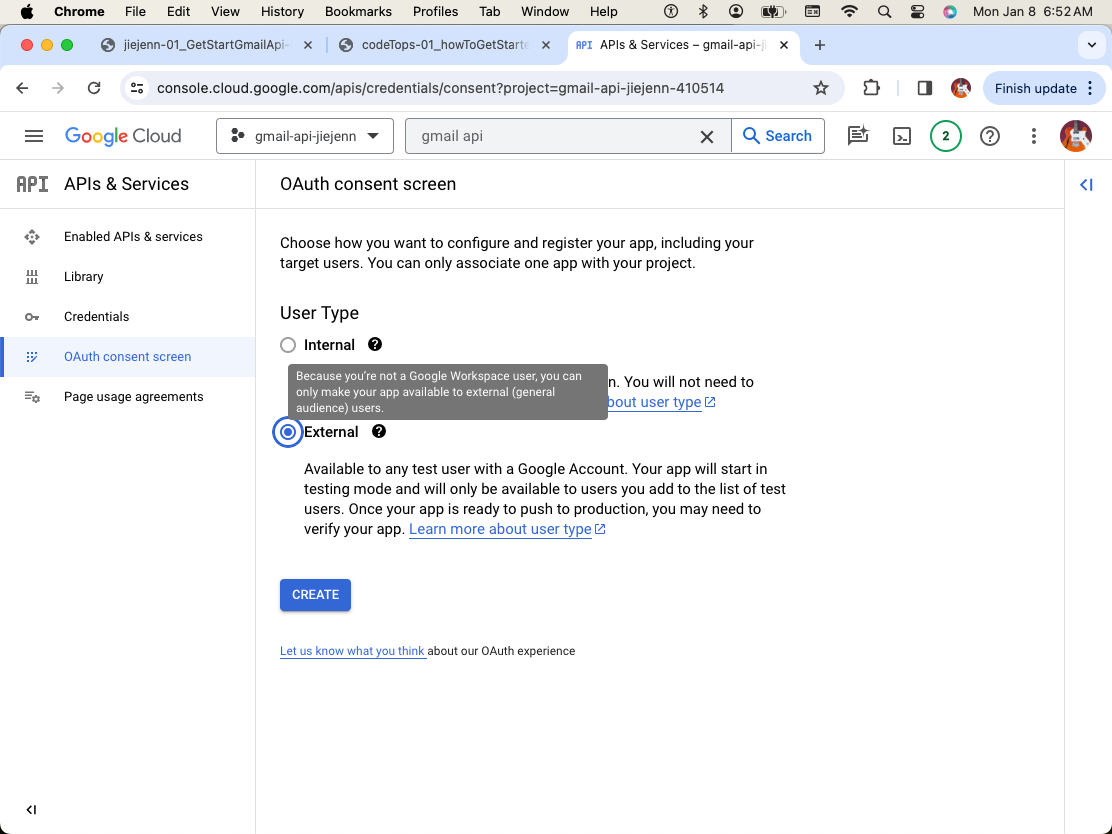 Chrome File Edit View History Bookmarks Profiles Tab Window Help Mon Jan 8 6:52 AM
jiejenn-01_GetStartGmailApi- codeTops-01_howToGetStarte API APIs & Services – gmail-api-ji
console.cloud.google.com/apis/credentials/consent?project=gmail-api-jiejenn-410514 Finish update
Google Cloud gmail-api-jiejenn gmail api Search 2
API APIs & Services
OAuth consent screen
Enabled APIs & services
Library
Credentials
OAuth consent screen
Page usage agreements
Choose how you want to configure and register your app, including your
target users. You can only associate one app with your project.
User Type
Internal
Because you're not a Google Workspace user, you can
only make your app available to external (general
audience) users.
n. You will not need to
bout user type
External
Available to any test user with a Google Account. Your app will start in
testing mode and will only be available to users you add to the list of test
users. Once your app is ready to push to production, you may need to
verify your app. Learn more about user type
CREATE
Let us know what you think about our OAuth experience